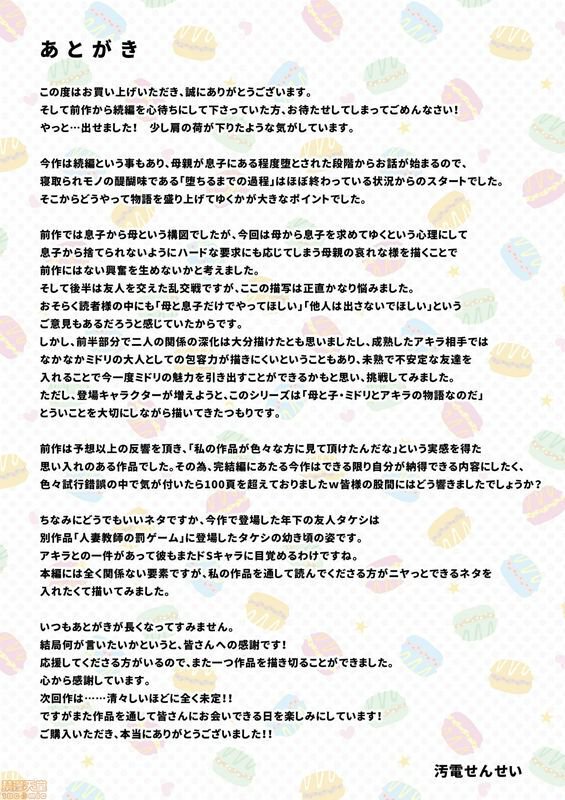 あとがき
この度はお買い上げいただき、誠にありがとうございます。
そして前作から続編を心待ちにして下さっていた方、お待たせしてしまってごめんなさい！
やっと…出せました！　少し肩の荷が下りたような気がしています。
今作は続編という事もあり、母親が息子にある程度堕とされた段階からお話が始まるので、
寝取られモノの醍醐味である「堕ちるまでの過程」はほぼ終わっている状況からのスタートでした。
そこからどうやって物語を盛り上げてゆくかが大きなポイントでした。
前作では息子から母という構図でしたが、今回は母から息子を求めてゆくという心理にして
息子から捨てられないようにハードな要求にも応じてしまう母親の哀れな様を描くことで
前作にはない興奮を生めないかと考えました。
そして後半は友人を交えた乱交戦ですが、ここの描写は正直かなり悩みました。
おそらく読者様の中にも「母と息子だけでやってほしい」「他人は出さないでほしい」という
ご意見もあるだろうと感じていたからです。
しかし、前半部分で二人の関係の深化は大分描けたとも思いましたし、成熟したアキラ相手では
なかなかミドリの大人としての包容力が描きにくいということもあり、未熟で不安定な友達を
入れることで今一度ミドリの魅力を引き出すことができるかもと思い、挑戦してみました。
ただし、登場キャラクターが増えようと、このシリーズは「母と子・ミドリとアキラの物語なのだ」
とういことを大切にしながら描いてきたつもりです。
前作は予想以上の反響を頂き、「私の作品が色々な方に見て頂けたんだな」という実感を得た
思い入れのある作品でした。その為、完結編にあたる今作はできる限り自分が納得できる内容にしたく、
色々試行錯誤の中で気が付いたら100頁を超えておりましたｗ皆様の股間にはどう響きましたでしょうか？
ちなみにどうでもいいネタですか、今作で登場した年下の友人タケシは
別作品「人妻教師の罰ゲーム」に登場したタケシの幼き頃の姿です。
アキラとの一件があって彼もまたドSキャラに目覚めるわけですね。
本編には全く関係ない要素ですが、私の作品を通して読んでくださる方がニヤっとできるネタを
入れたくて描いてみました。
いつもあとがきが長くなってすみません。
結局何が言いたいかというと、皆さんへの感謝です！
応援してくださる方がいるので、また一つ作品を描き切ることができました。
心から感謝しています。
次回作は……清々しいほどに全く未定！！
ですがまた作品を通して皆さんにお会いできる日を楽しみにしています！
ご購入いただき、本当にありがとうございました！！
汚電せんせい